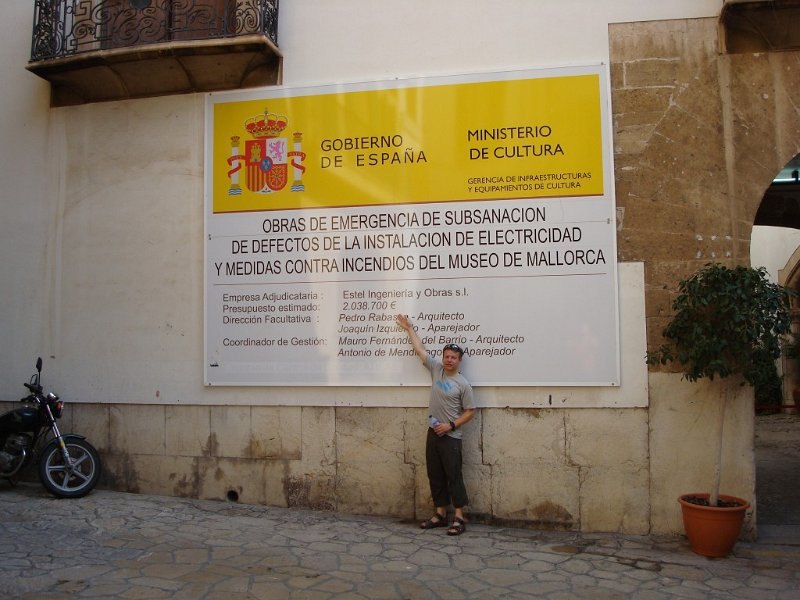 GOBIERNO
DE ESPAÑA
MINISTERIO
DE CULTURA
GERENCIA DE INFRAESTRUCTURAS
Y EQUIPAMIENTOS DE CULTURA
OBRAS DE EMERGENCIA DE SUBSANACION
DE DEFECTOS DE LA INSTALACION DE ELECTRICIDAD
Y MEDIDAS CONTRA INCENDIOS DEL MUSEO DE MALLORCA
Empresa Adjudicataria : Estel Ingeniería y Obras s.l.
Presupuesto estimado: 2.038.700 €
Dirección Facultativa : Pedro - Arquitecto
Joaquín - Aparejador
Coordinador de Gestión: Mauro Fernández del Barrio - Arquitecto
Antonio de - Aparejador